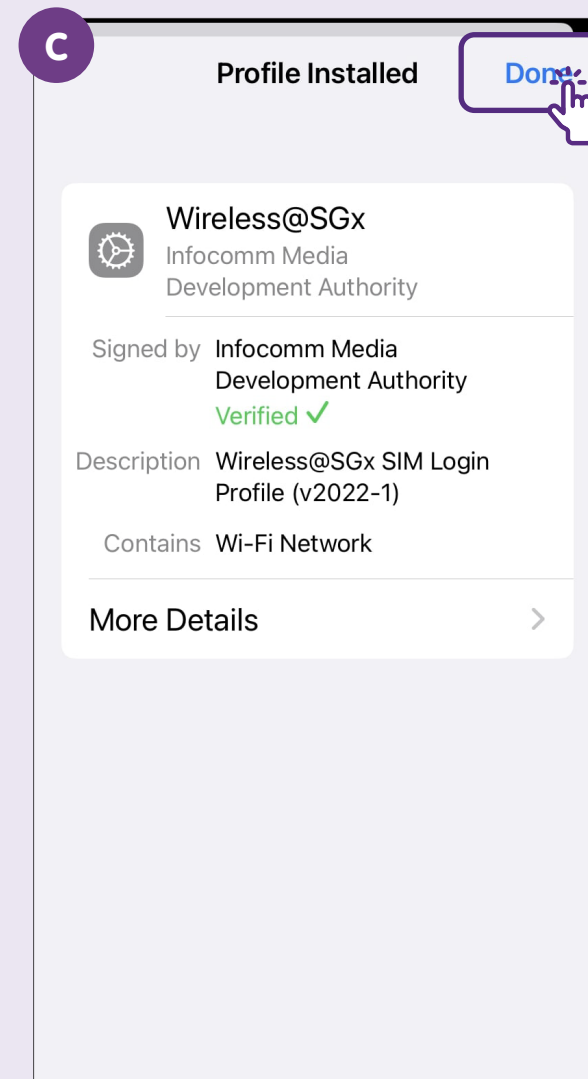 C
Profile Installed Done
Wireless@SGx
Infocomm Media
Development Authority
Signed by Infocomm Media
Development Authority
Verified ✓
Description Wireless@SGx SIM Login
Profile (v2022-1)
Contains Wi-Fi Network
More Details